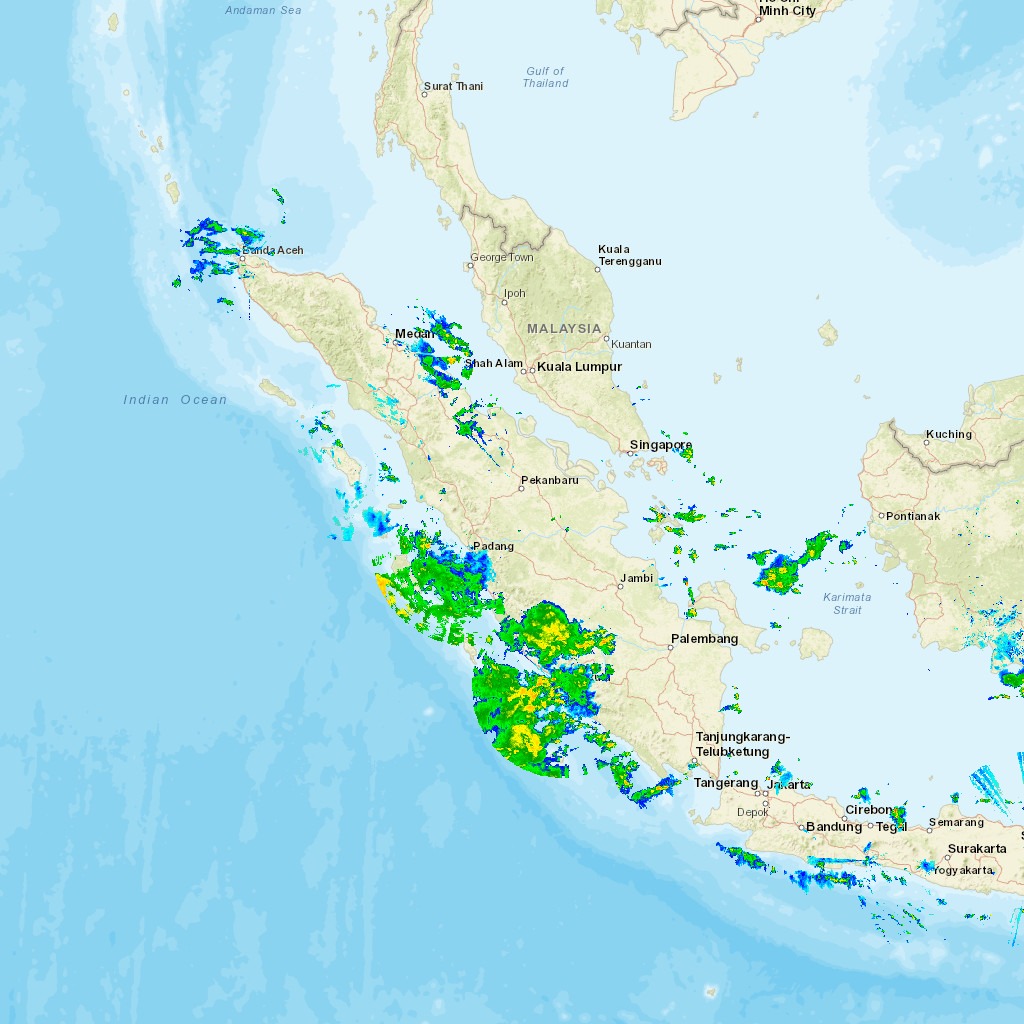 Andaman Sea
Minh City
Gulf of
Thailand
Surat Thani
Banda Aceh
George Town
Kuala
Terengganu
Ipoh
MALAYSIA
Medan
Kuantan
Shah Alam
Kuala Lumpur
Indian Ocean
Singapore
Kuching
Pekanbaru
Pontianak
Padang
Jambi
Karimata
Strait
Palembang
Tanjungkarang-
Telubketung
Tangerang
Jakarta
Depok
Cirebon
Bandung
Tegal
Semarang
Surakarta
Yogyakarta